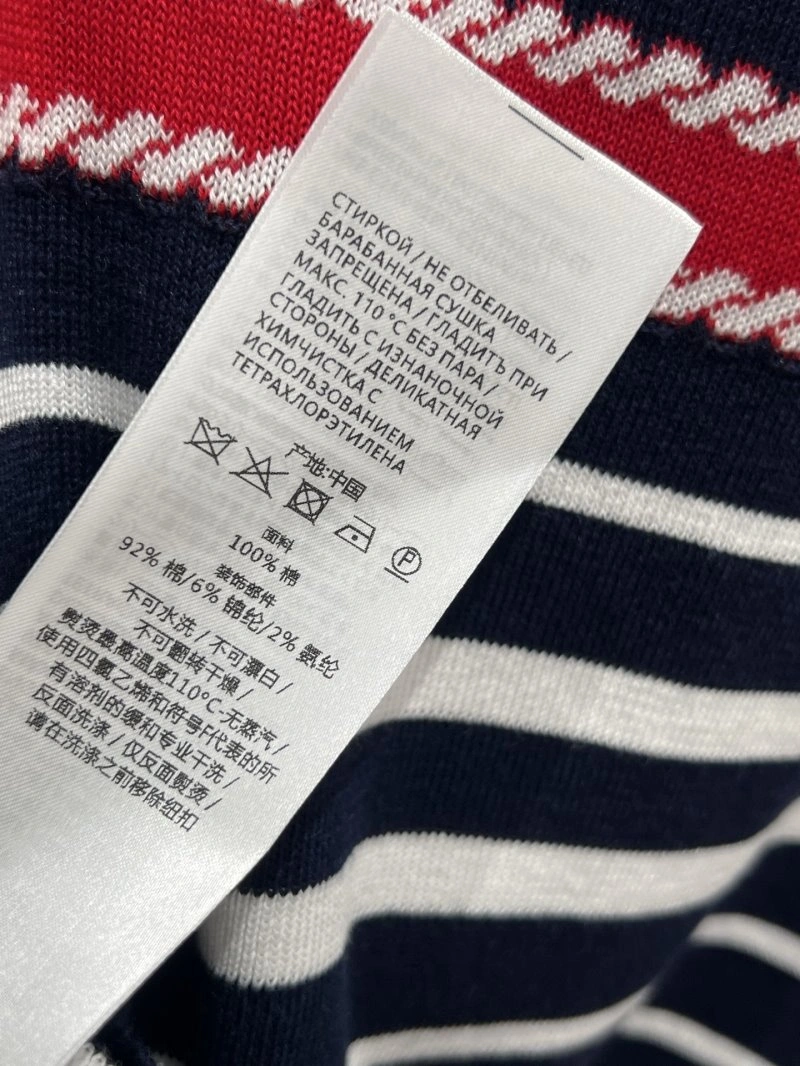 СТИРКОЙ / НЕ ОТБЕЛИВАТЬ /
БАРАБАННАЯ СУШКА
ЗАПРЕЩЕНА / ГЛАДИТЬ ПРИ
МАКС. 110 °C БЕЗ ПАРА /
ГЛАДИТЬ С ИЗНАНОЧНОЙ
СТОРОНЫ / ДЕЛИКАТНАЯ
ХИМЧИСТКА С
ИСПОЛЬЗОВАНИЕМ
ТЕТРАХЛОРЭТИЛЕНА
产地:中国
P
面料
100% 棉
装饰部件
92% 棉/6% 锦纶/2% 氨纶
不可水洗 / 不可漂白 /
不可翻转干燥 /
熨烫最高温度110°C-无蒸汽 /
使用四氯乙烯和符号F代表的所
有溶剂的缓和专业干洗 /
反面洗涤 / 仅反面熨烫 /
请在洗涤之前移除纽扣